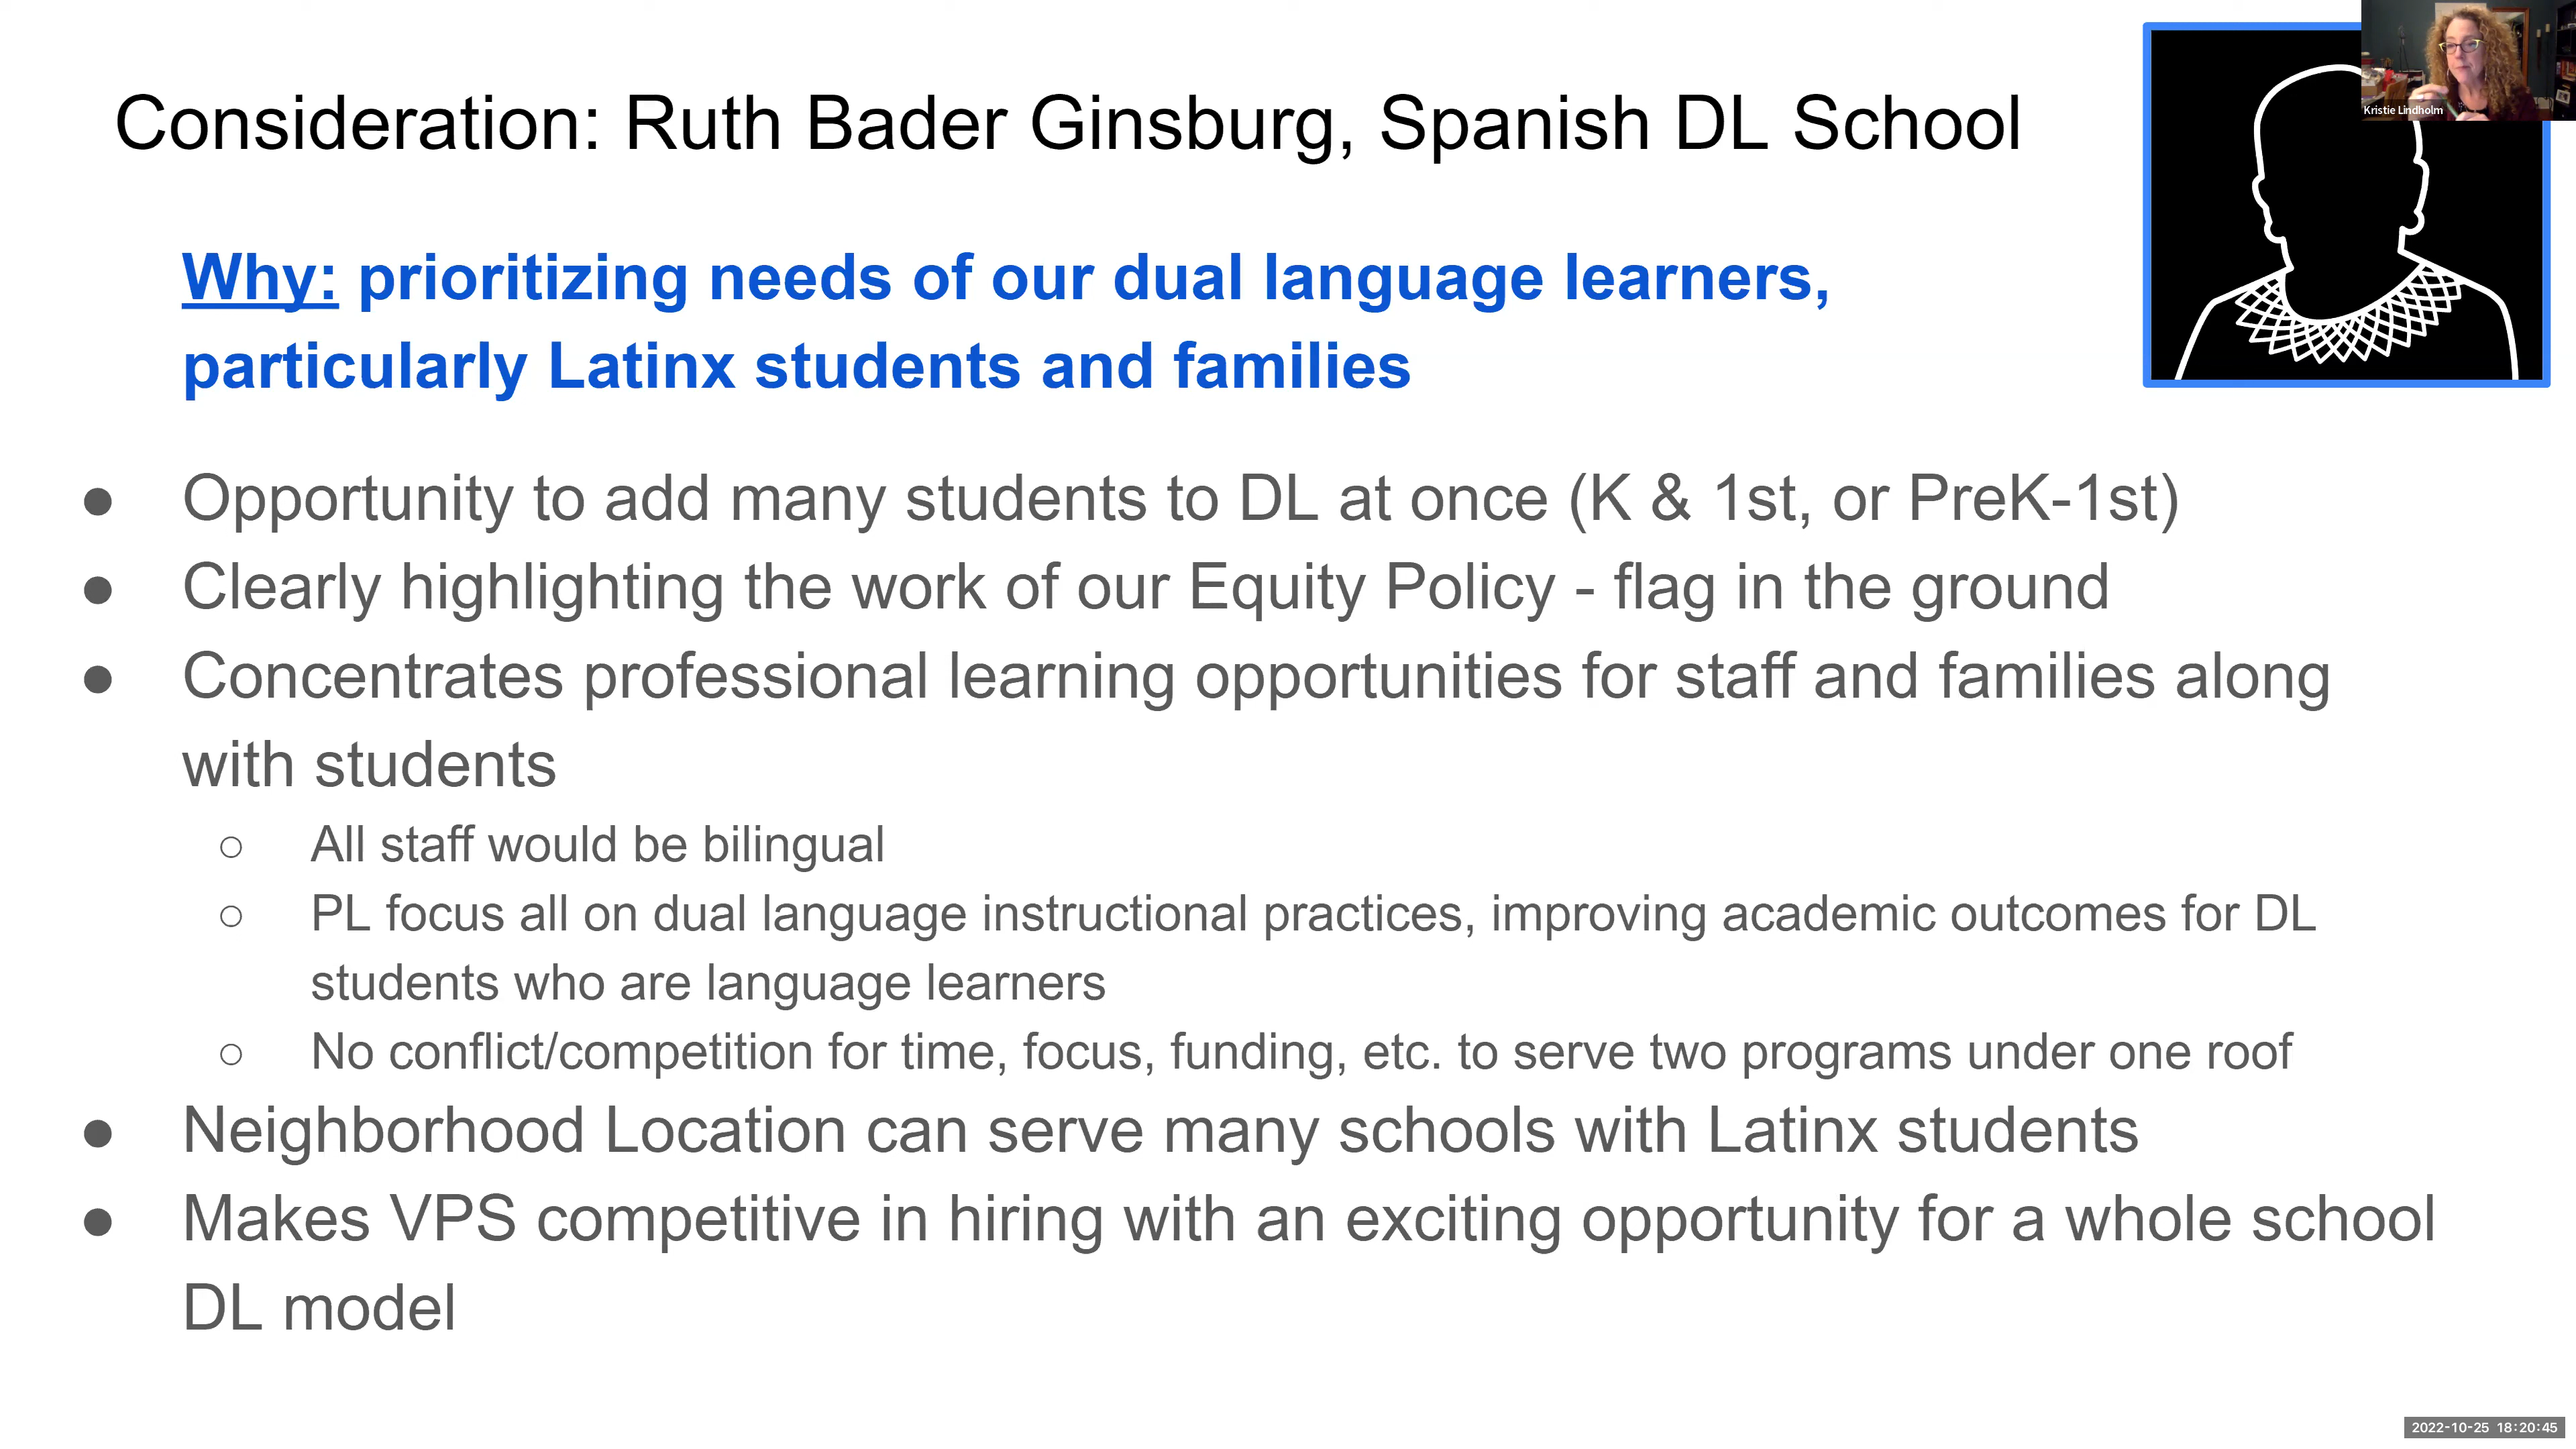 Kristie Lindholm
Consideration: Ruth Bader Ginsburg, Spanish DL School
Why: prioritizing needs of our dual language learners,
particularly Latinx students and families
● Opportunity to add many students to DL at once (K & 1st, or PreK-1st)
● Clearly highlighting the work of our Equity Policy - flag in the ground
● Concentrates professional learning opportunities for staff and families along
with students
○ All staff would be bilingual
○ PL focus all on dual language instructional practices, improving academic outcomes for DL
students who are language learners
○ No conflict/competition for time, focus, funding, etc. to serve two programs under one roof
● Neighborhood Location can serve many schools with Latinx students
● Makes VPS competitive in hiring with an exciting opportunity for a whole school
DL model
2022-10-25 18:20:45